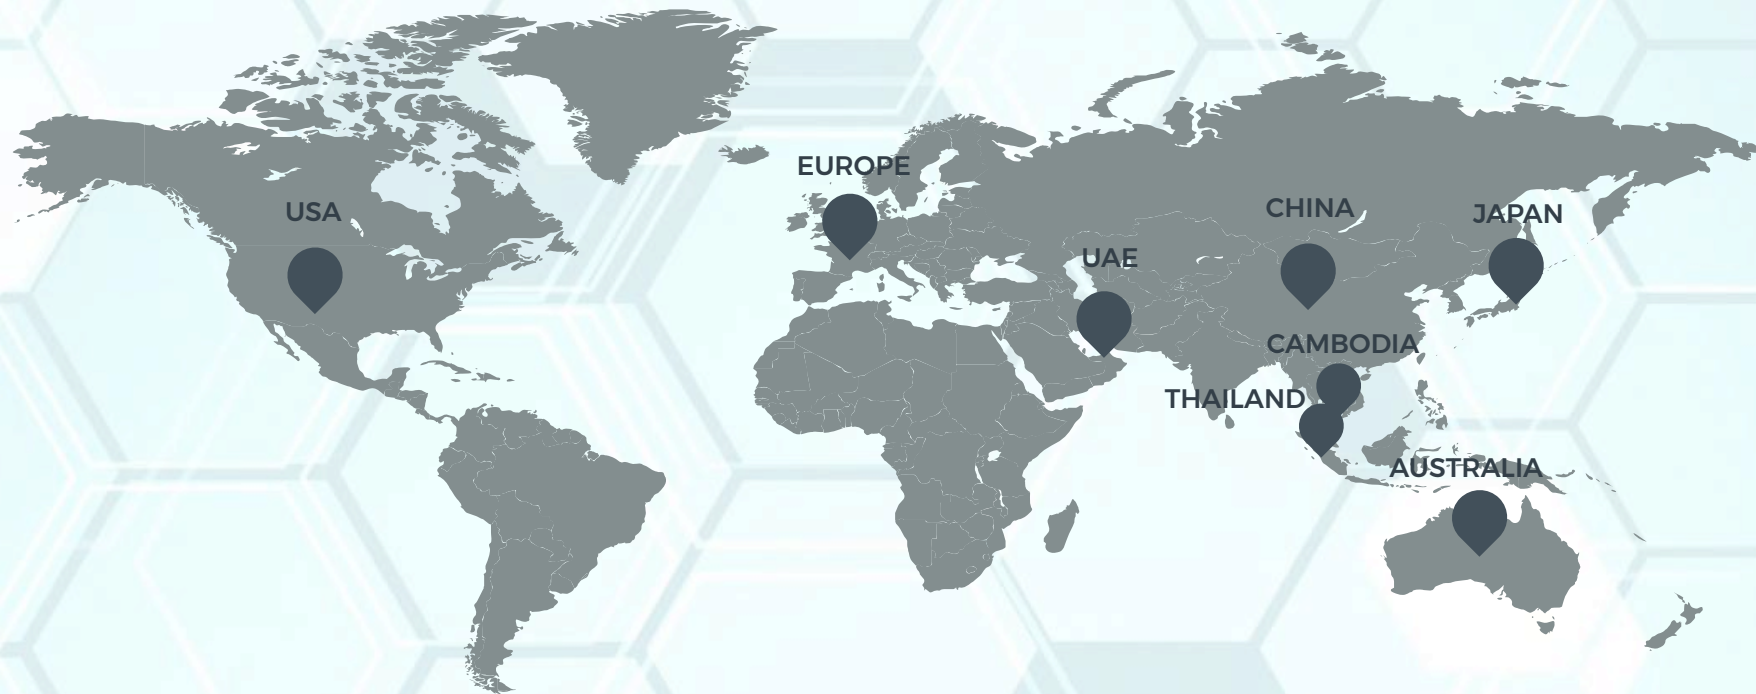 EUROPE
USA
CHINA
JAPAN
UAE
CAMBODIA
THAILAND
AUSTRALIA